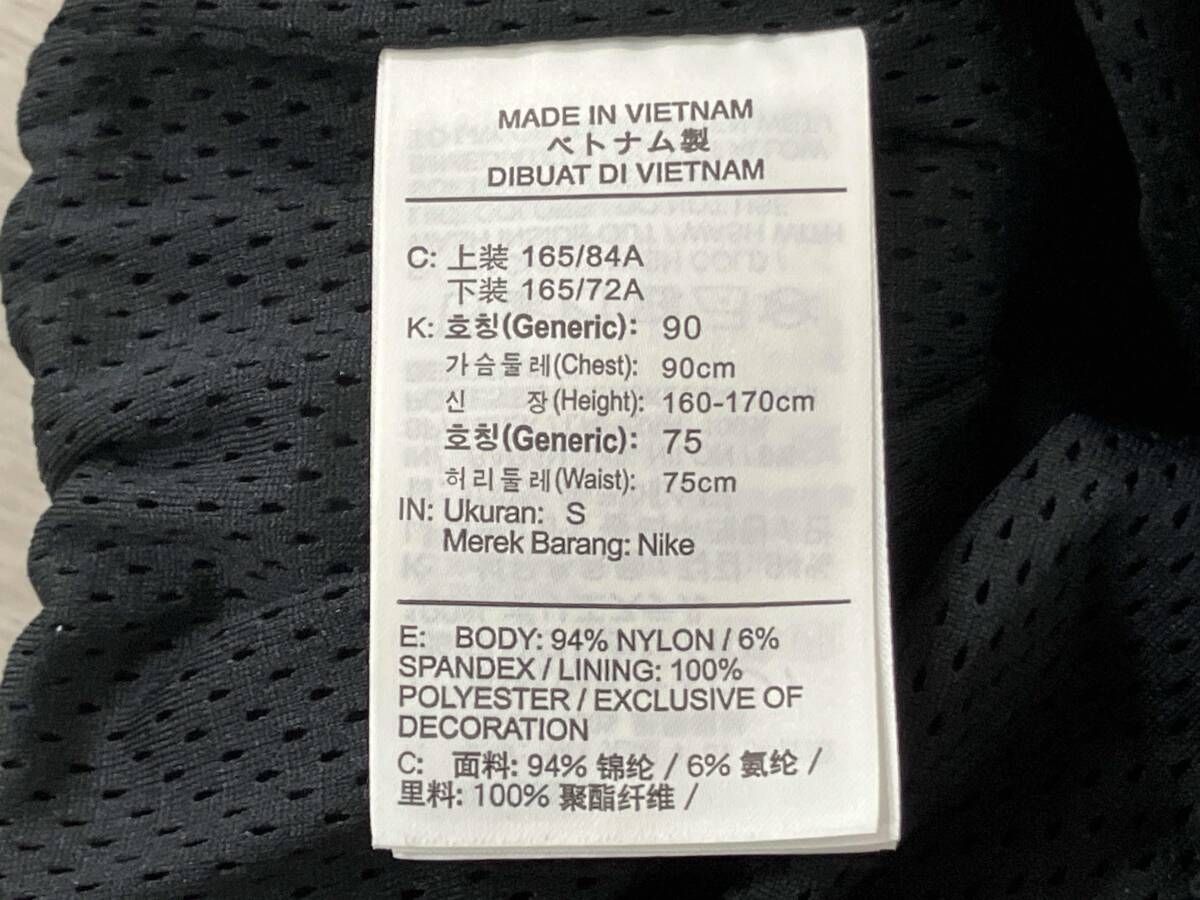 MADE IN VIETNAM
ベトナム製
DIBUAT DI VIETNAM
C: 上装 165/84A
下装 165/72A
K: 호칭(Generic): 90
가슴둘레(Chest): 90cm
신 장(Height): 160-170cm
호칭(Generic): 75
허리둘레(Waist): 75cm
IN: Ukuran: S
Merek Barang: Nike
E: BODY: 94% NYLON / 6%
SPANDEX / LINING: 100%
POLYESTER / EXCLUSIVE OF
DECORATION
C: 面料: 94% 锦纶 / 6% 氨纶 /
里料: 100% 聚酯纤维 /